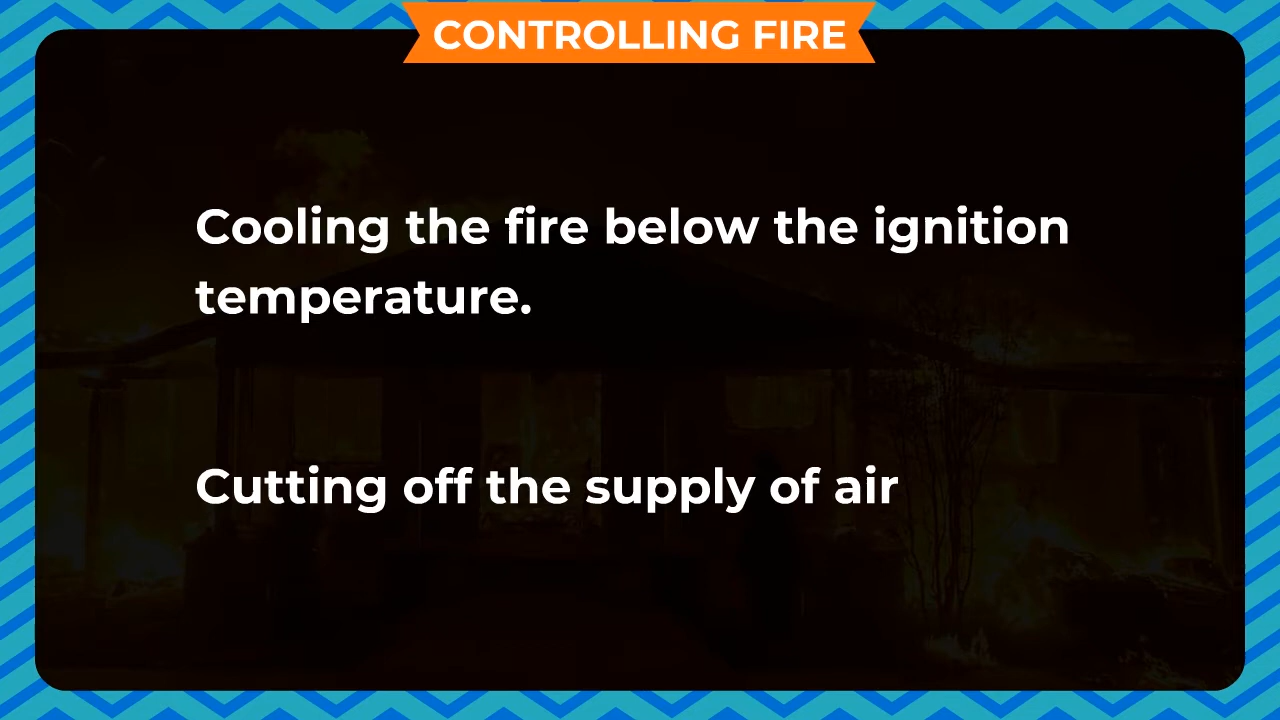 CONTROLLING FIRE
Cooling the fire below the ignition
temperature.
Cutting off the supply of air